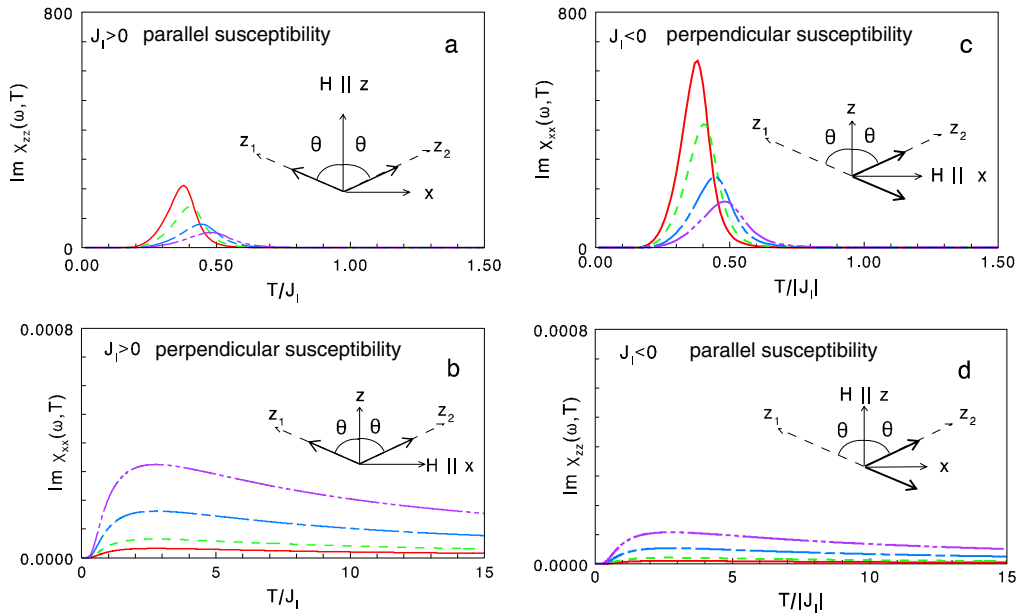 800
J_I>0 parallel susceptibility
a
H || z
z_1
θ θ
z_2
x
Im χ_zz(ω,T)
0
0.00 0.50 1.00 1.50
T/J_I
800
J_I<0 perpendicular susceptibility
c
z
z_1
θ θ
z_2
H || x
Im χ_xx(ω,T)
0
0.00 0.50 1.00 1.50
T/|J_I|
0.0008
J_I>0 perpendicular susceptibility
b
z
z_1
θ θ
z_2
H || x
Im χ_xx(ω,T)
0.0000
0 5 10 15
T/J_I
0.0008
J_I<0 parallel susceptibility
d
H || z
z_1
θ θ
z_2
x
Im χ_zz(ω,T)
0.0000
0 5 10 15
T/|J_I|